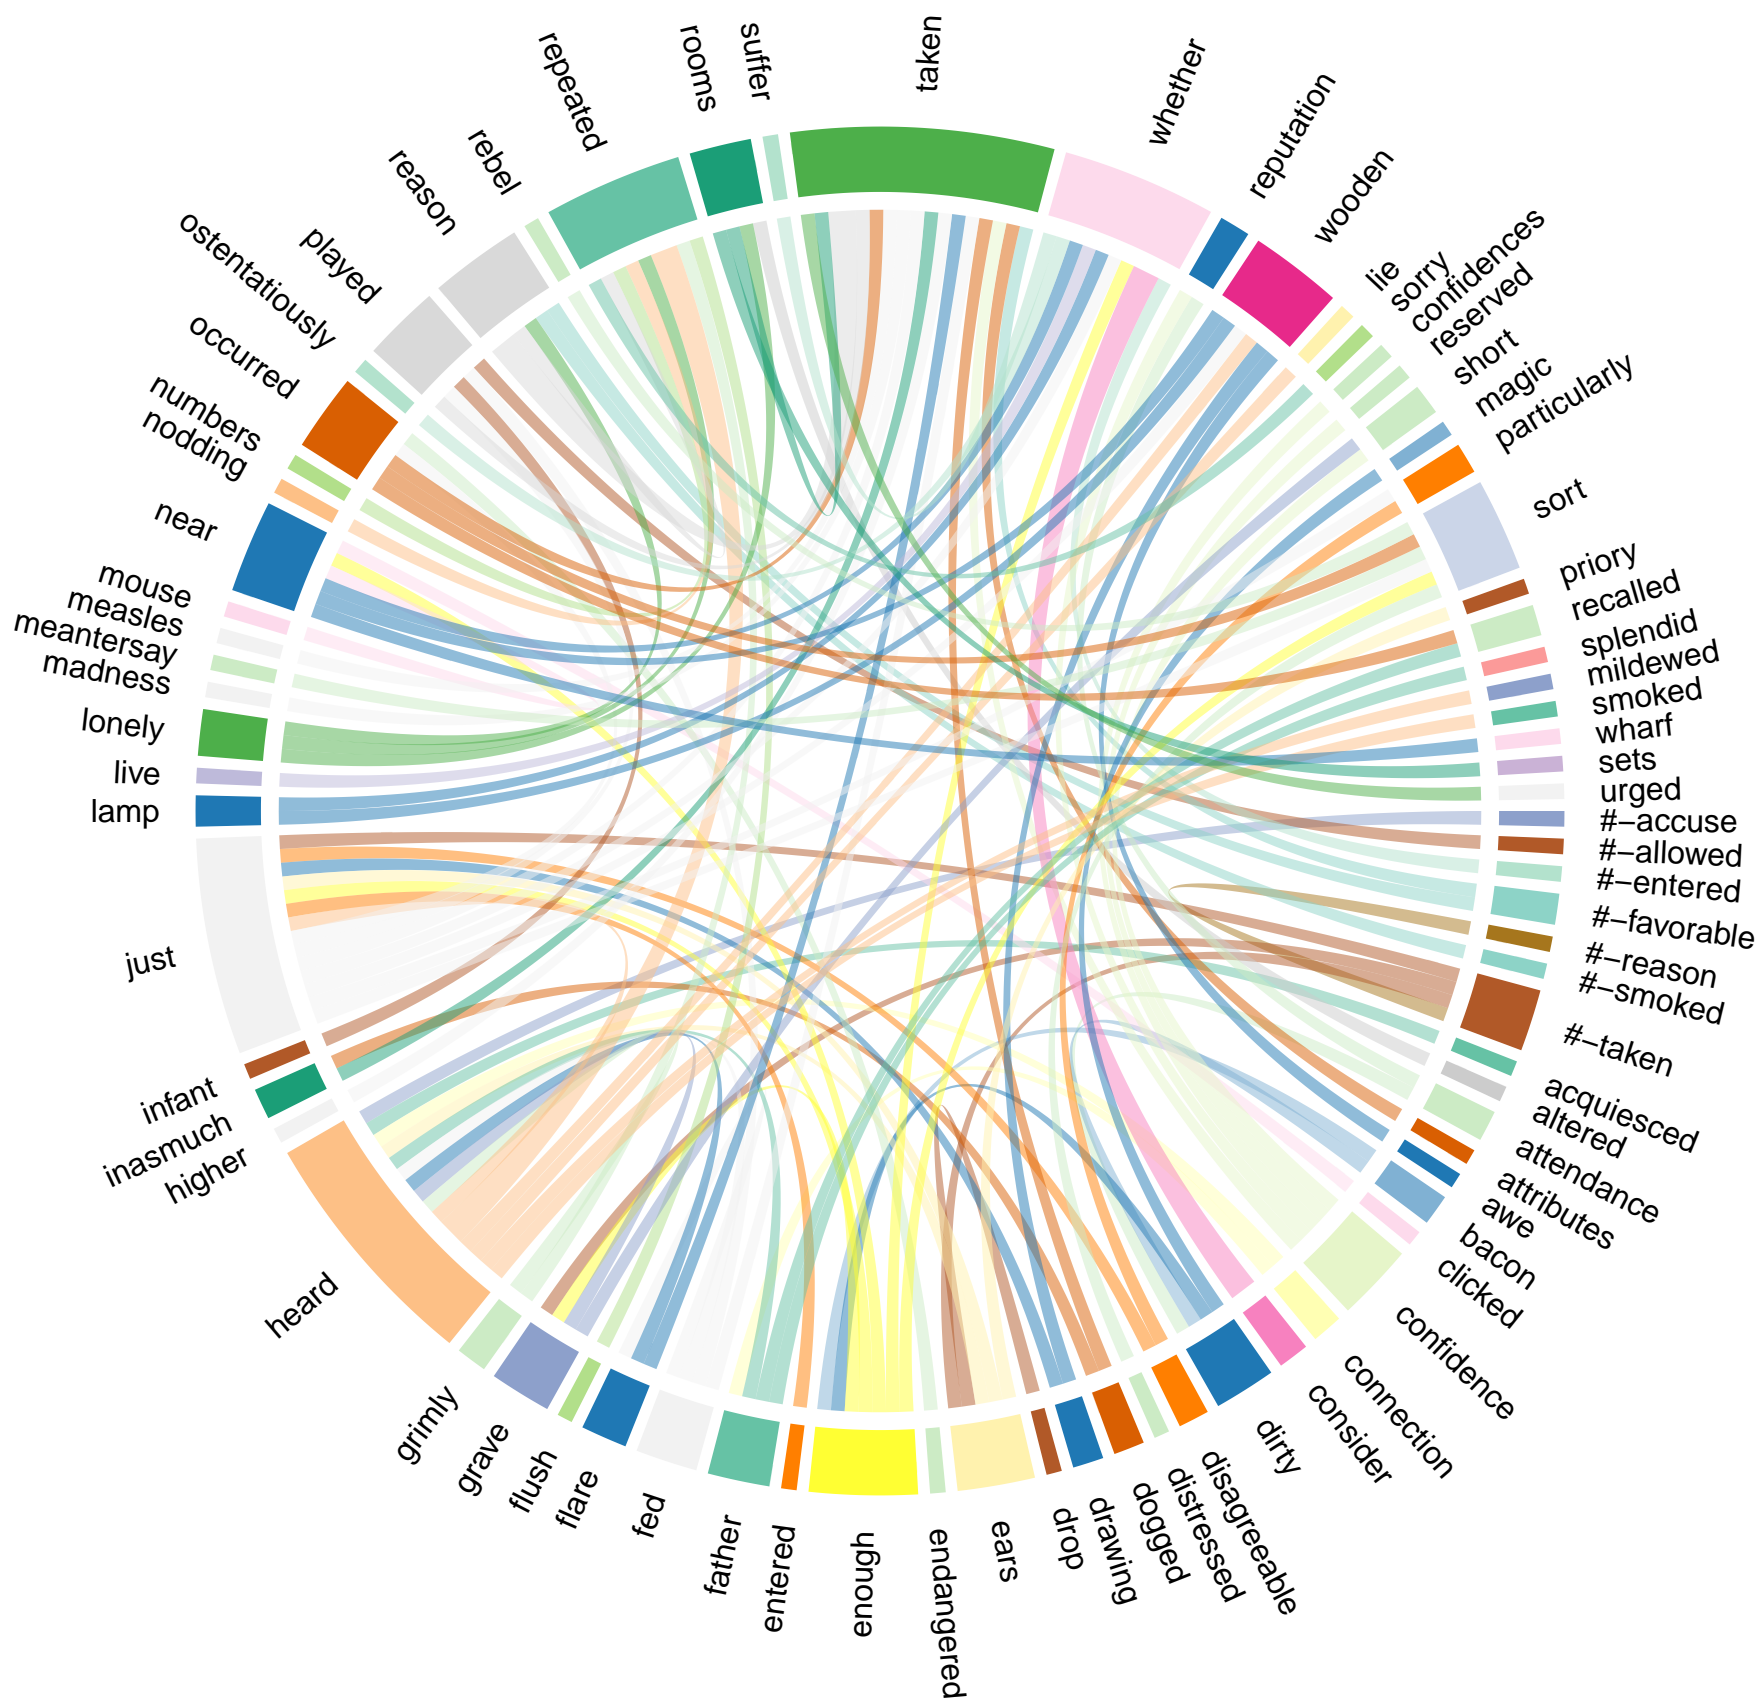 taken
whether
reputation
wooden
lie
sorry
confidences
reserved
short
magic
particularly
sort
priory
recalled
splendid
mildewed
smoked
wharf
sets
urged
#–accuse
#–allowed
#–entered
#–favorable
#–reason
#–smoked
#–taken
acquiesced
altered
attendance
attributes
awe
bacon
clicked
confidence
connection
consider
dirty
disagreeable
distressed
dogged
drawing
drop
ears
endangered
enough
entered
father
fed
flare
flush
grave
grimly
heard
higher
inasmuch
infant
just
lamp
live
lonely
madness
meantersay
measles
mouse
near
nodding
numbers
occurred
ostentatiously
played
reason
rebel
repeated
rooms
suffer